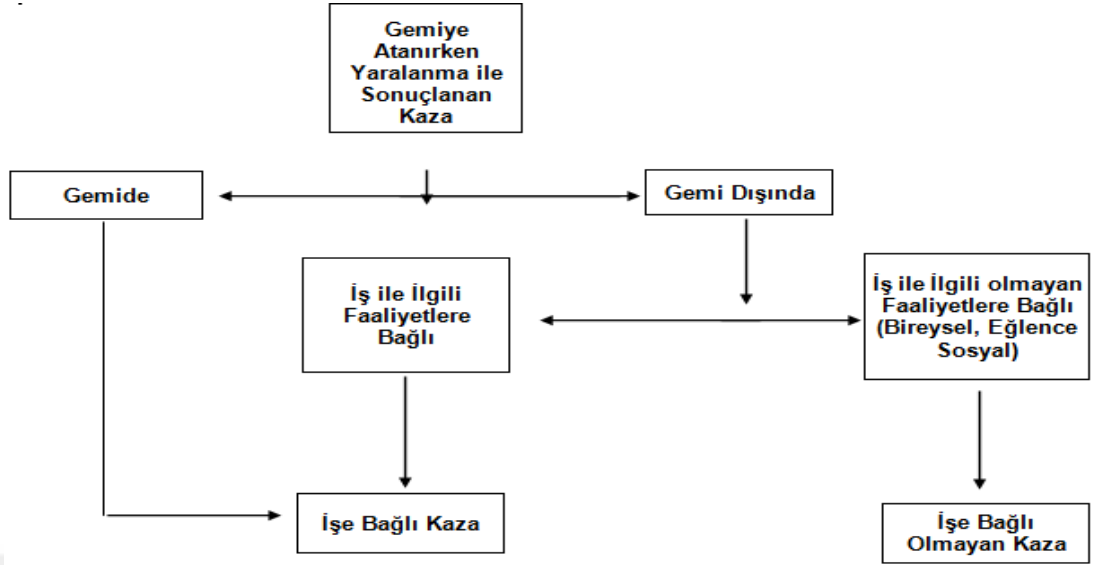 Gemiye
Atanırken
Yaralanma ile
Sonuçlanan
Kaza
Gemide
Gemi Dışında
İş ile İlgili
Faaliyetlere
Bağlı
İş ile İlgili olmayan
Faaliyetlere Bağlı
(Bireysel, Eğlence
Sosyal)
İşe Bağlı Kaza
İşe Bağlı
Olmayan Kaza